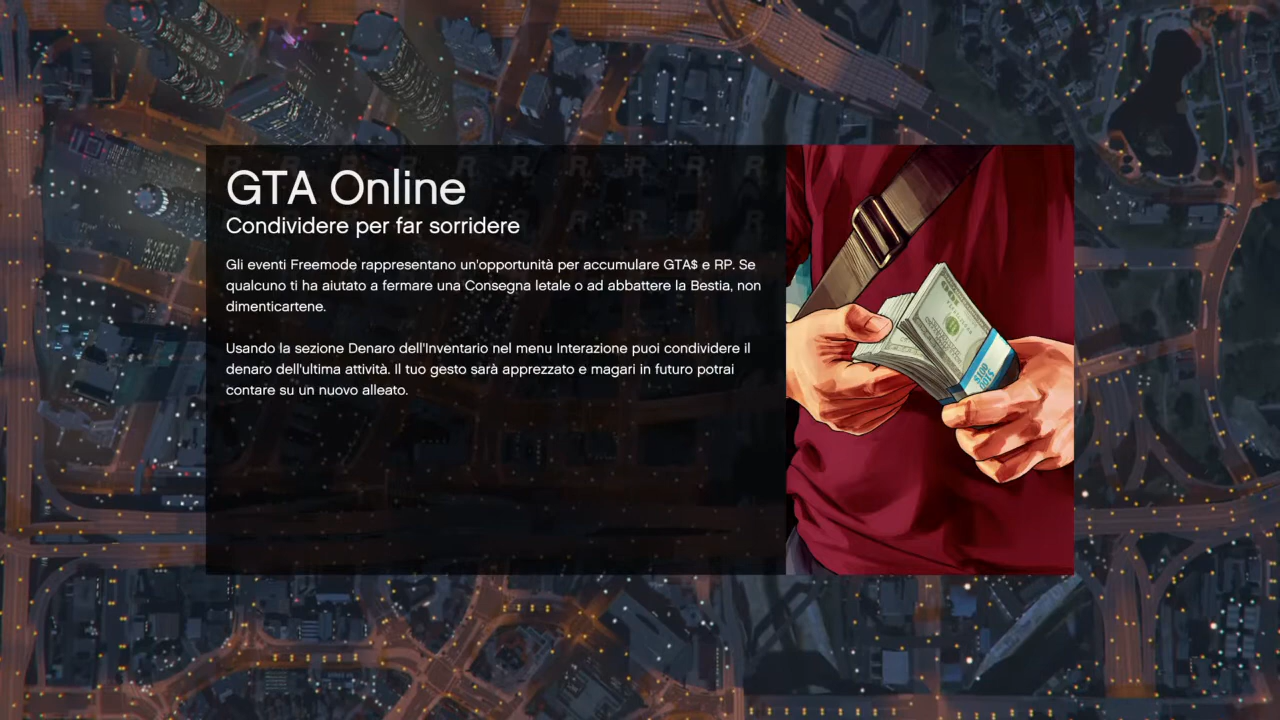 GTA Online
Condividere per far sorridere
Gli eventi Freemode rappresentano un'opportunità per accumulare GTA$ e RP. Se
qualcuno ti ha aiutato a fermare una Consegna letale o ad abbattere la Bestia, non
dimenticartene.
Usando la sezione Denaro dell'Inventario nel menu Interazione puoi condividere il
denaro dell'ultima attività. Il tuo gesto sarà apprezzato e magari in futuro potrai
contare su un nuovo alleato.